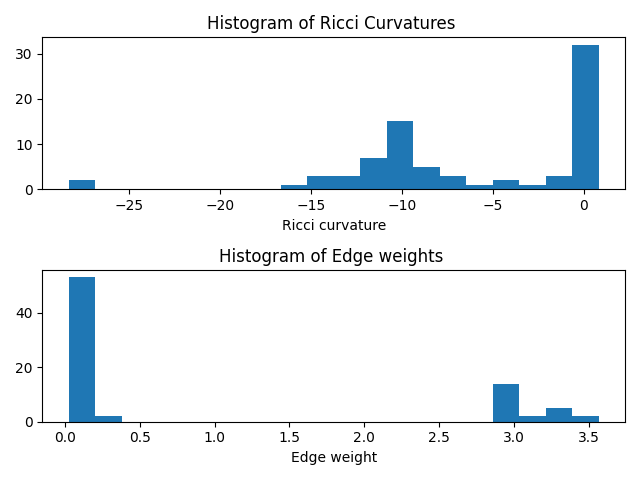 Histogram of Ricci Curvatures
30
20
10
0
−25 −20 −15 −10 −5 0
Ricci curvature
Histogram of Edge weights
40
20
0
0.0 0.5 1.0 1.5 2.0 2.5 3.0 3.5
Edge weight